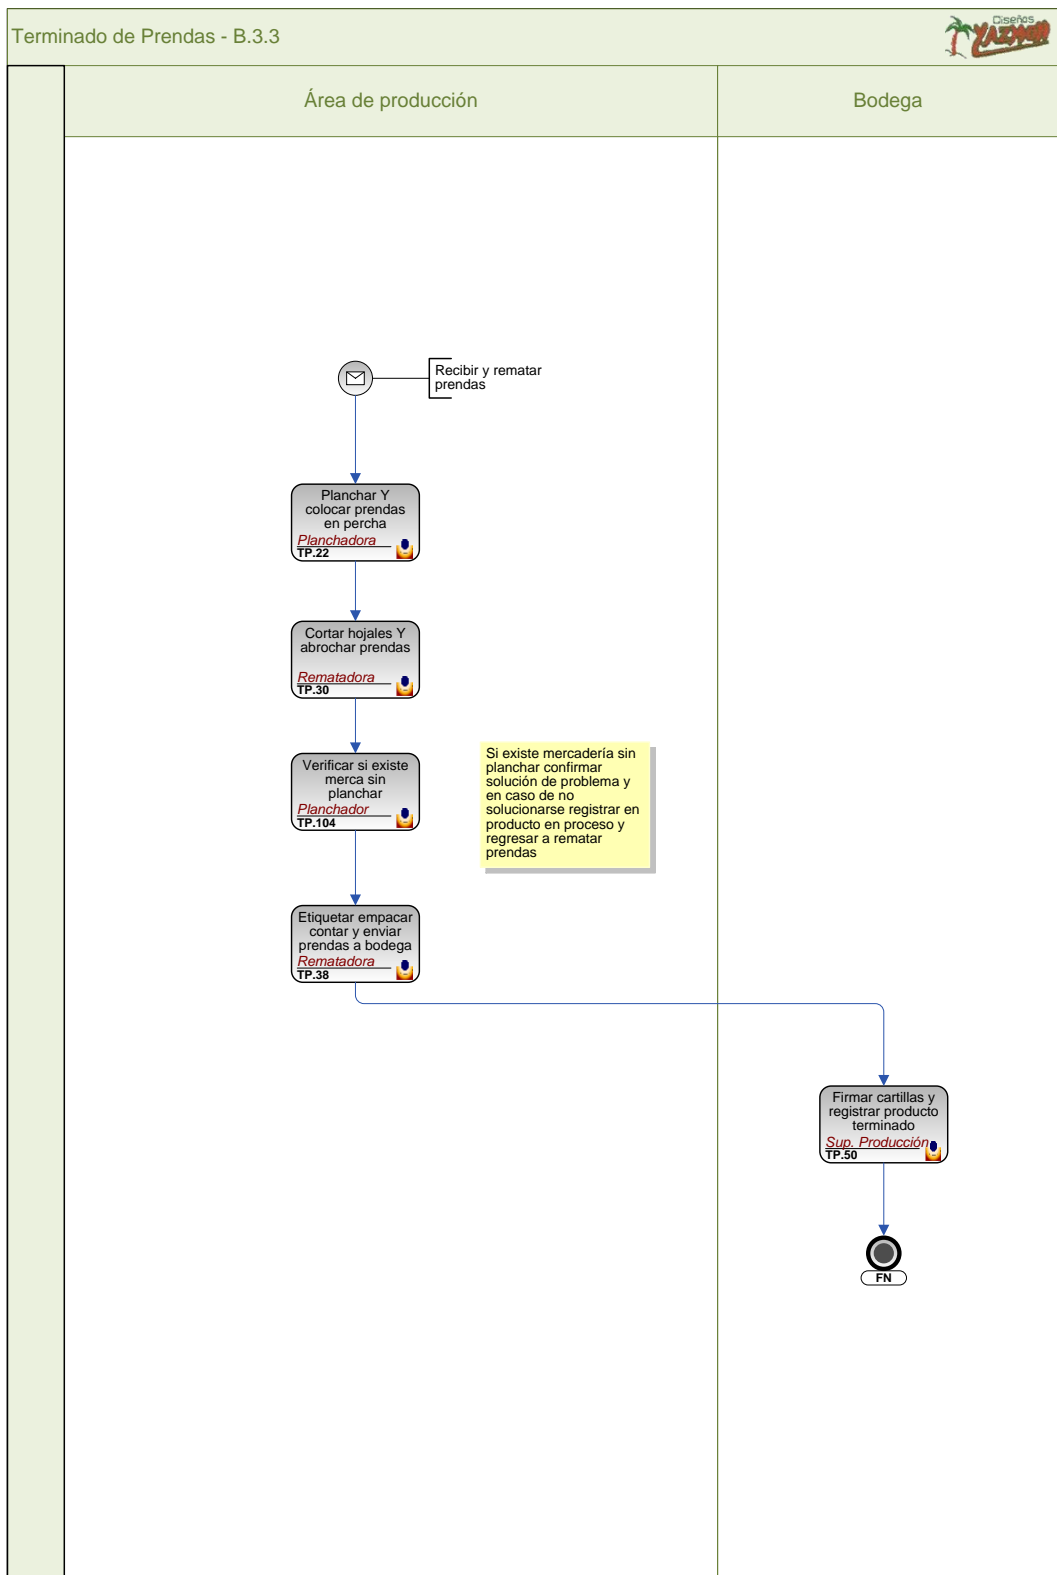 Terminado de Prendas - B.3.3
Diseños
YAZMÍN
Área de producción
Bodega
Recibir y rematar
prendas
Planchar Y
colocar prendas
en percha
Planchadora
TP.22
Cortar hojales Y
abrochar prendas
Rematadora
TP.30
Verificar si existe
merca sin
planchar
Planchador
TP.104
Si existe mercadería sin
planchar confirmar
solución de problema y
en caso de no
solucionarse registrar en
producto en proceso y
regresar a rematar
prendas
Etiquetar empacar
contar y enviar
prendas a bodega
Rematadora
TP.38
Firmar cartillas y
registrar producto
terminado
Sup. Producción
TP.50
FN